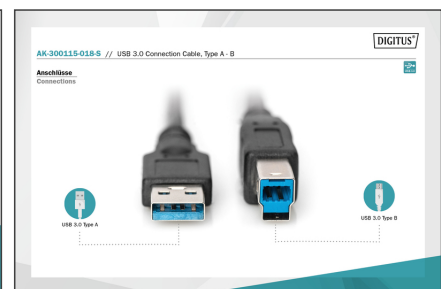 DIGITUS®
AK-300115-018-S // USB 3.0 Connection Cable, Type A - B
Anschlüsse
Connections
USB 3.0 Type A
USB 3.0 Type B